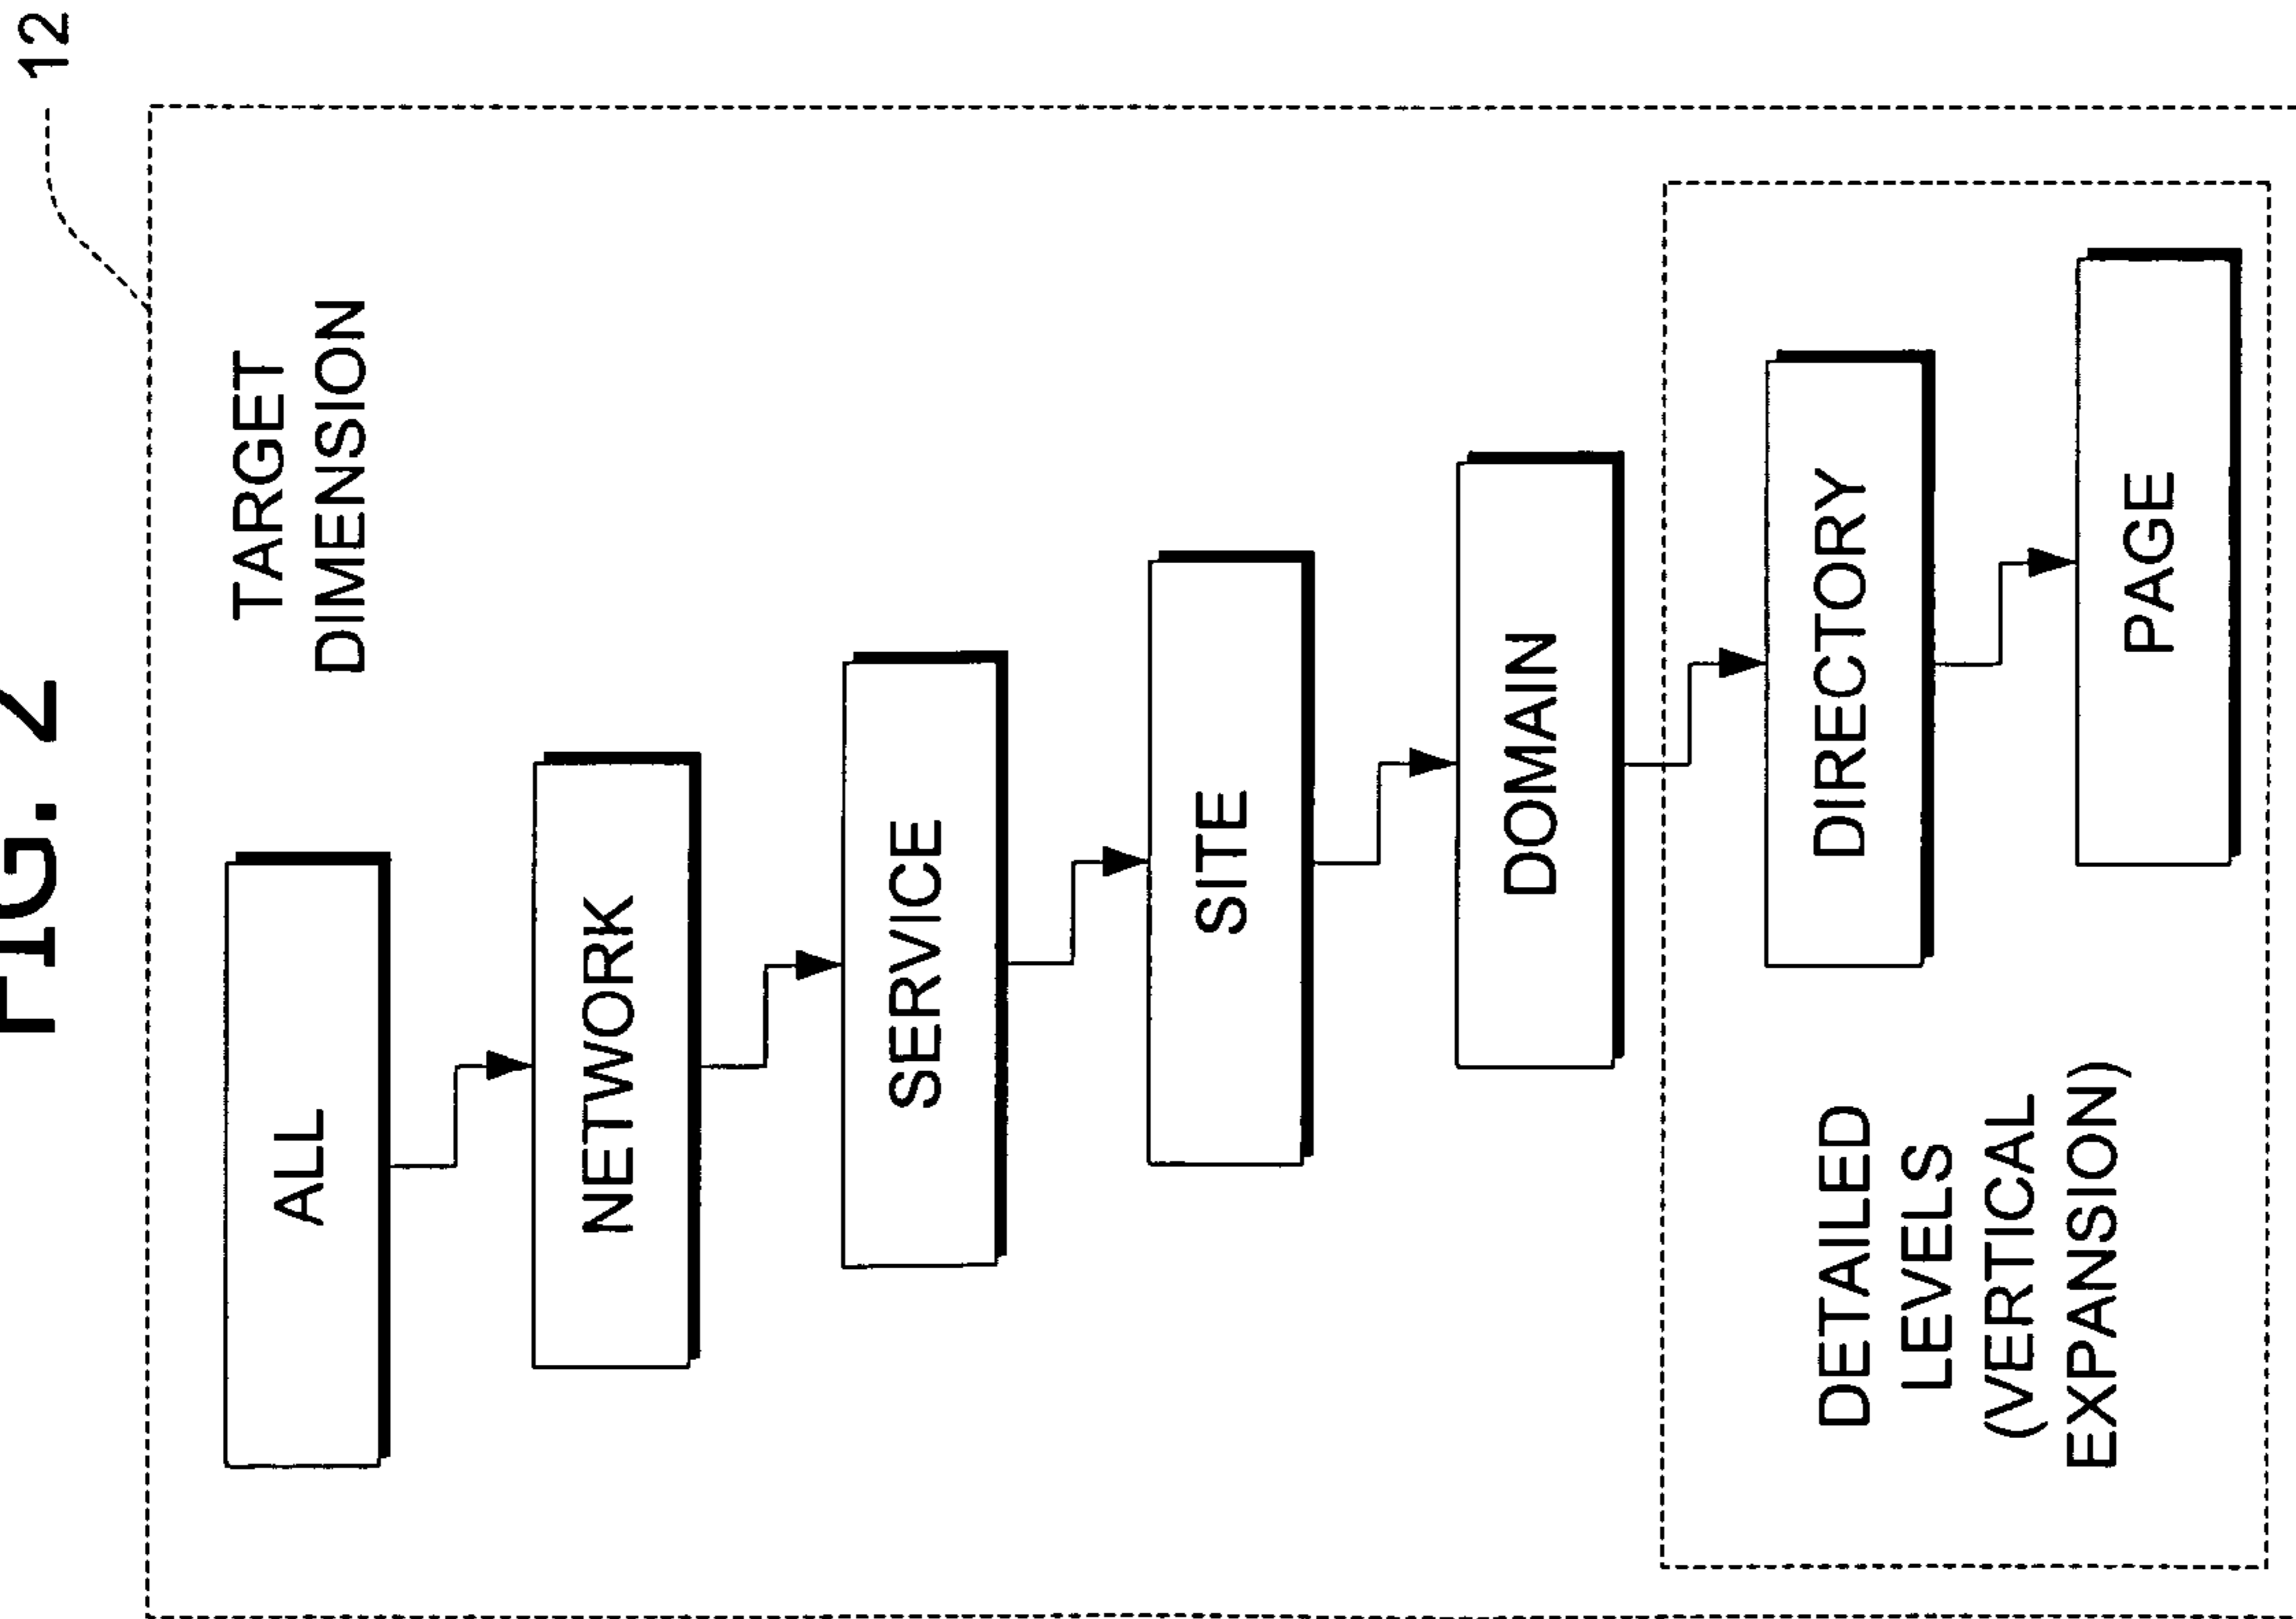 FIG. 2
12
TARGET
DIMENSION
ALL
NETWORK
SERVICE
SITE
DOMAIN
DIRECTORY
PAGE
DETAILED
LEVELS
(VERTICAL
EXPANSION)